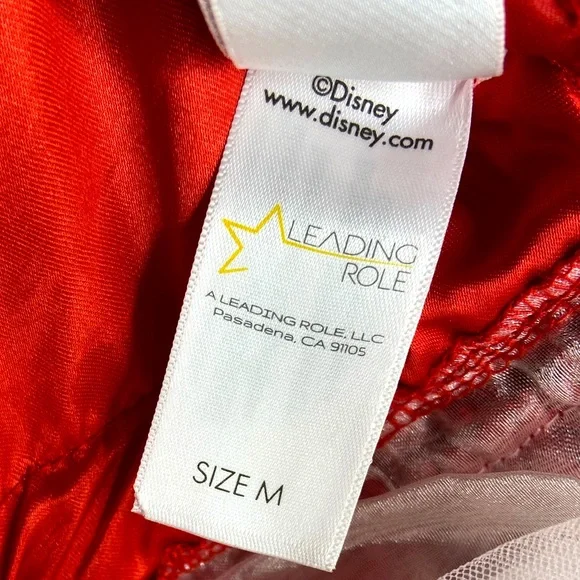 ©Disney
www.disney.com
LEADING
ROLE
A LEADING ROLE, LLC
Pasadena, CA 91105
SIZE M